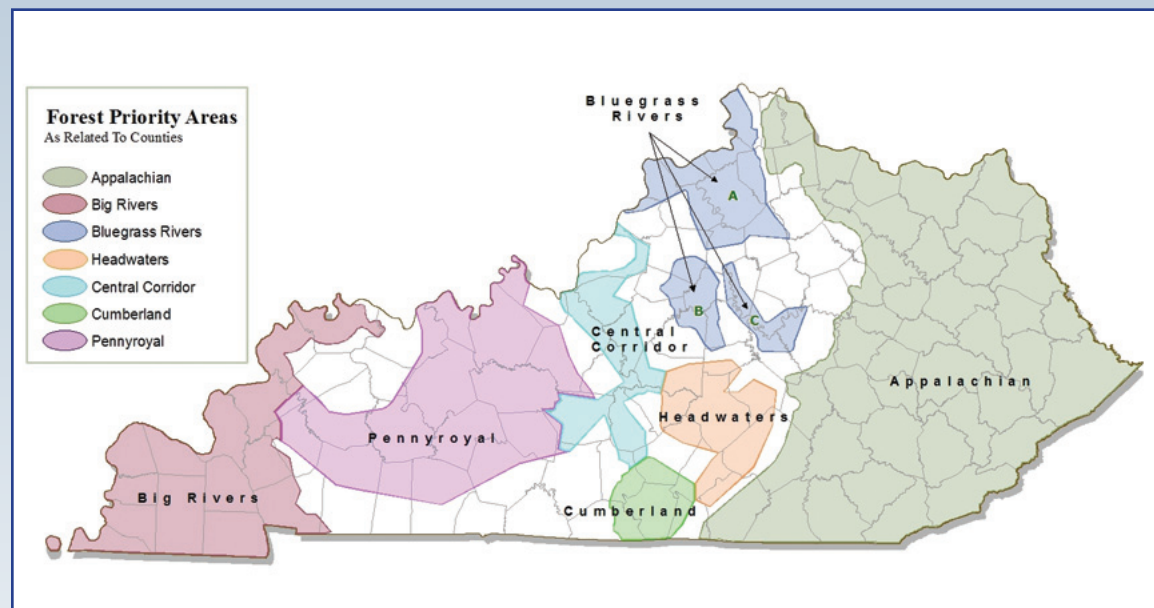 Forest Priority Areas
As Related To Counties
Appalachian
Big Rivers
Bluegrass Rivers
Headwaters
Central Corridor
Cumberland
Pennyroyal
Bluegrass
Rivers
A
B
C
Central
Corridor
Appalachian
Headwaters
Pennyroyal
Big Rivers
Cumberland